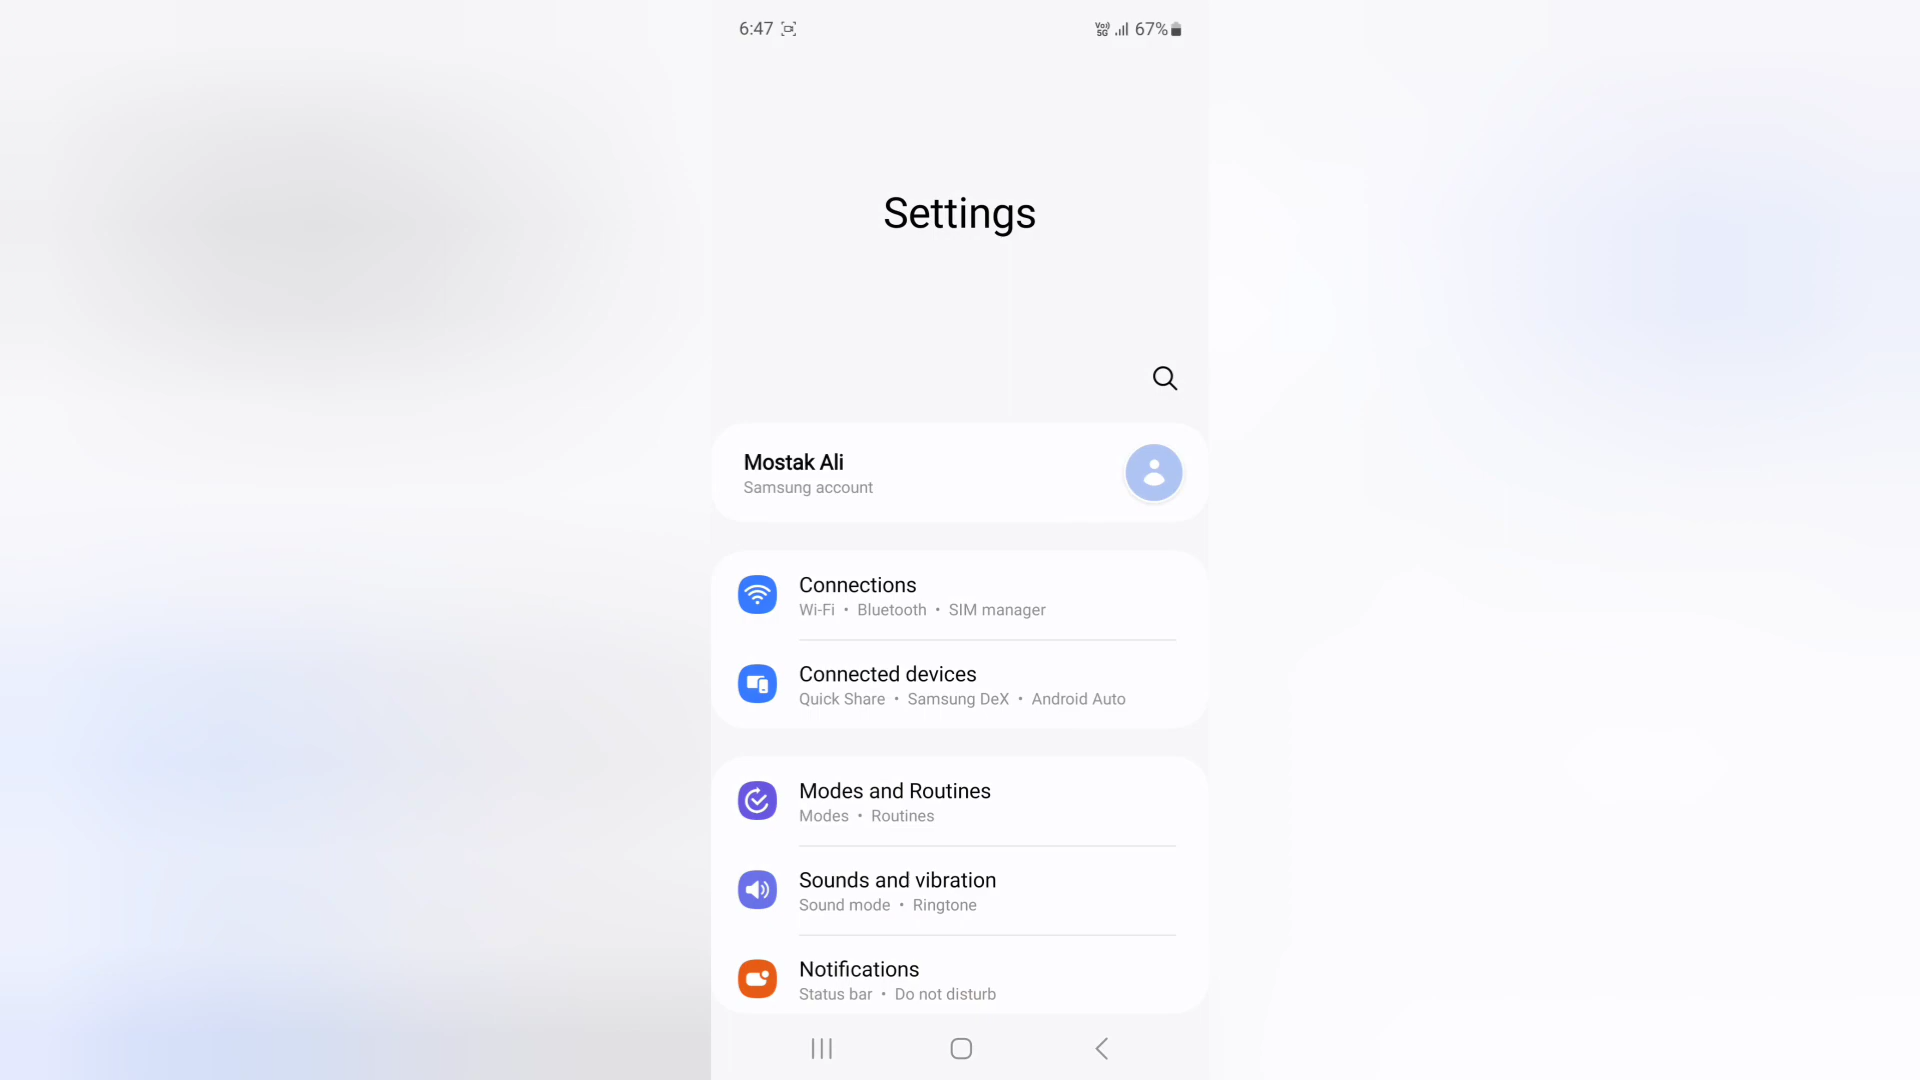 6:47 Vo)) 5G 67%
Settings
Mostak Ali
Samsung account
Connections
Wi-Fi • Bluetooth • SIM manager
Connected devices
Quick Share • Samsung DeX • Android Auto
Modes and Routines
Modes • Routines
Sounds and vibration
Sound mode • Ringtone
Notifications
Status bar • Do not disturb